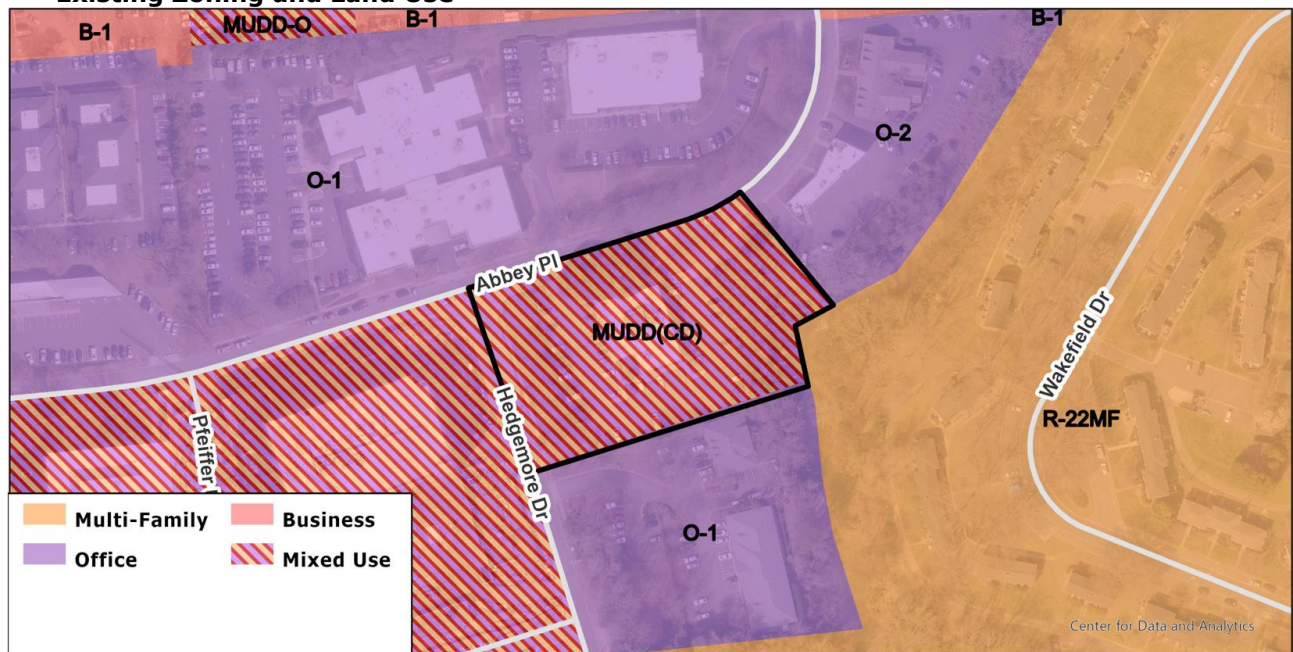 Existing Zoning and Land Use
B-1
MUDD-O
B-1
B-1
O-2
O-1
Abbey Pl
MUDD(CD)
Wakefield Dr
Hedgemore Dr
Pfeiffer
R-22MF
O-1
Multi-Family
Business
Office
Mixed Use
Center for Data and Analytics